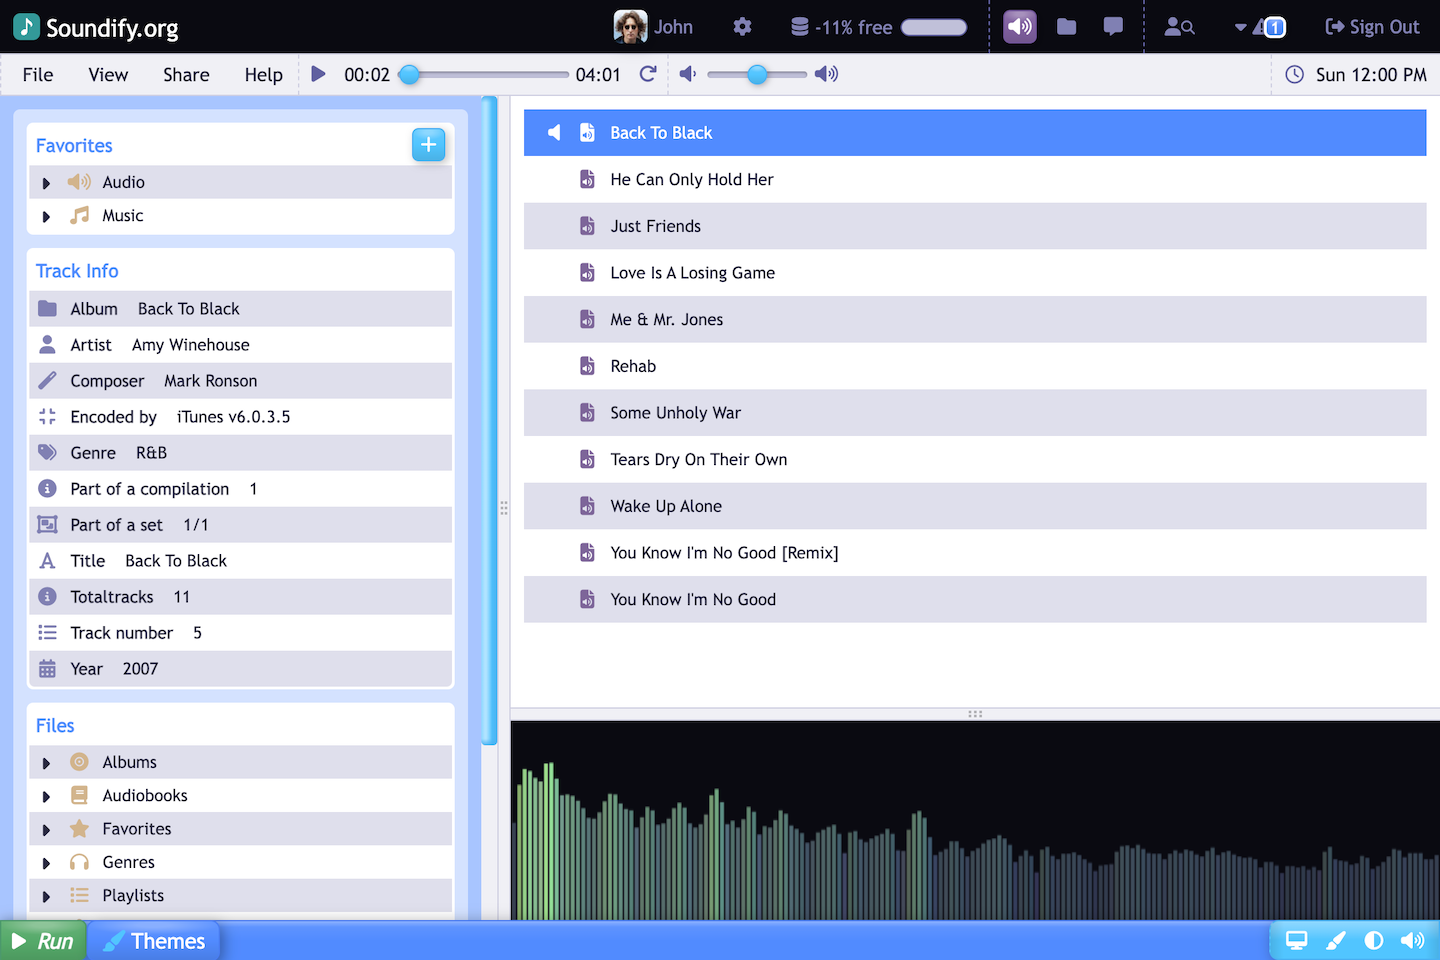 Soundify.org
John
-11% free
1
Sign Out
File View Share Help
00:02
04:01
Sun 12:00 PM
Favorites
Audio
Music
Track Info
Album Back To Black
Artist Amy Winehouse
Composer Mark Ronson
Encoded by iTunes v6.0.3.5
Genre R&B
Part of a compilation 1
Part of a set 1/1
Title Back To Black
Totaltracks 11
Track number 5
Year 2007
Files
Albums
Audiobooks
Favorites
Genres
Playlists
Back To Black
He Can Only Hold Her
Just Friends
Love Is A Losing Game
Me & Mr. Jones
Rehab
Some Unholy War
Tears Dry On Their Own
Wake Up Alone
You Know I'm No Good [Remix]
You Know I'm No Good
Run
Themes